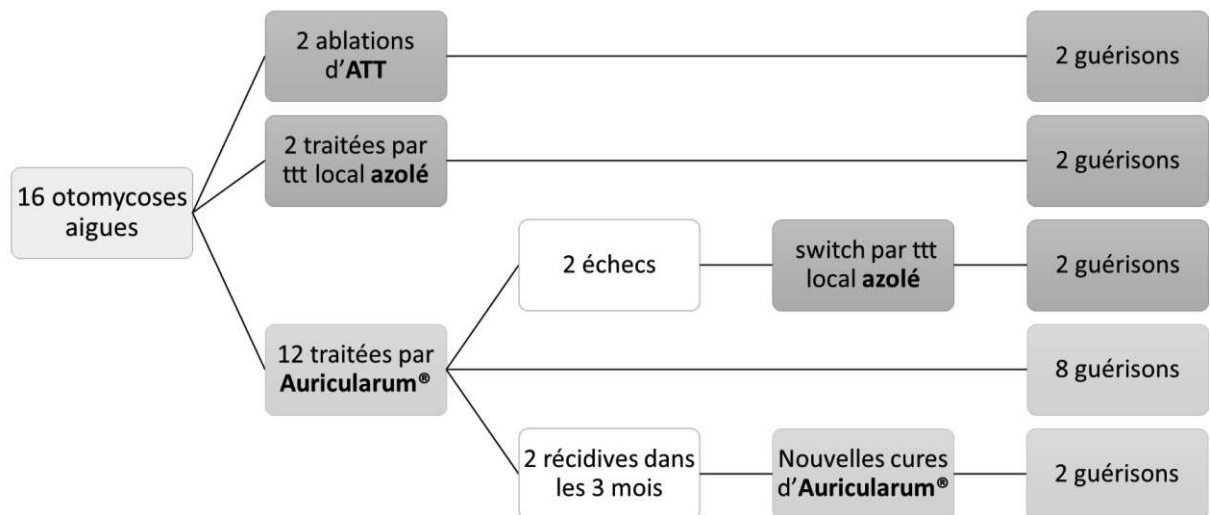 16 otomycoses
aigues
2 ablations
d'ATT
2 guérisons
2 traitées par
ttt local azolé
2 guérisons
12 traitées par
Auricularum®
2 échecs
switch par ttt
local azolé
2 guérisons
8 guérisons
2 récidives dans
les 3 mois
Nouvelles cures
d'Auricularum®
2 guérisons